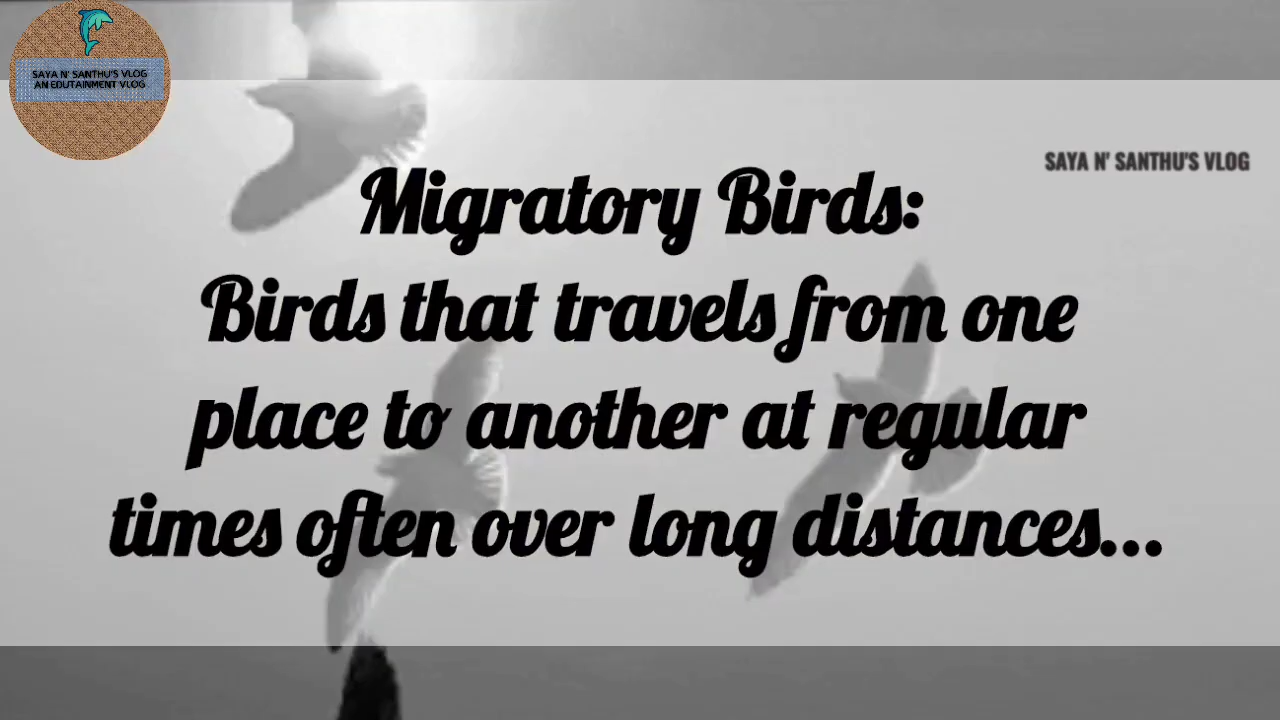 SAYA N' SANTHU'S VLOG
AN EDUTAINMENT VLOG
SAYA N' SANTHU'S VLOG
Migratory Birds:
Birds that travels from one
place to another at regular
times often over long distances...